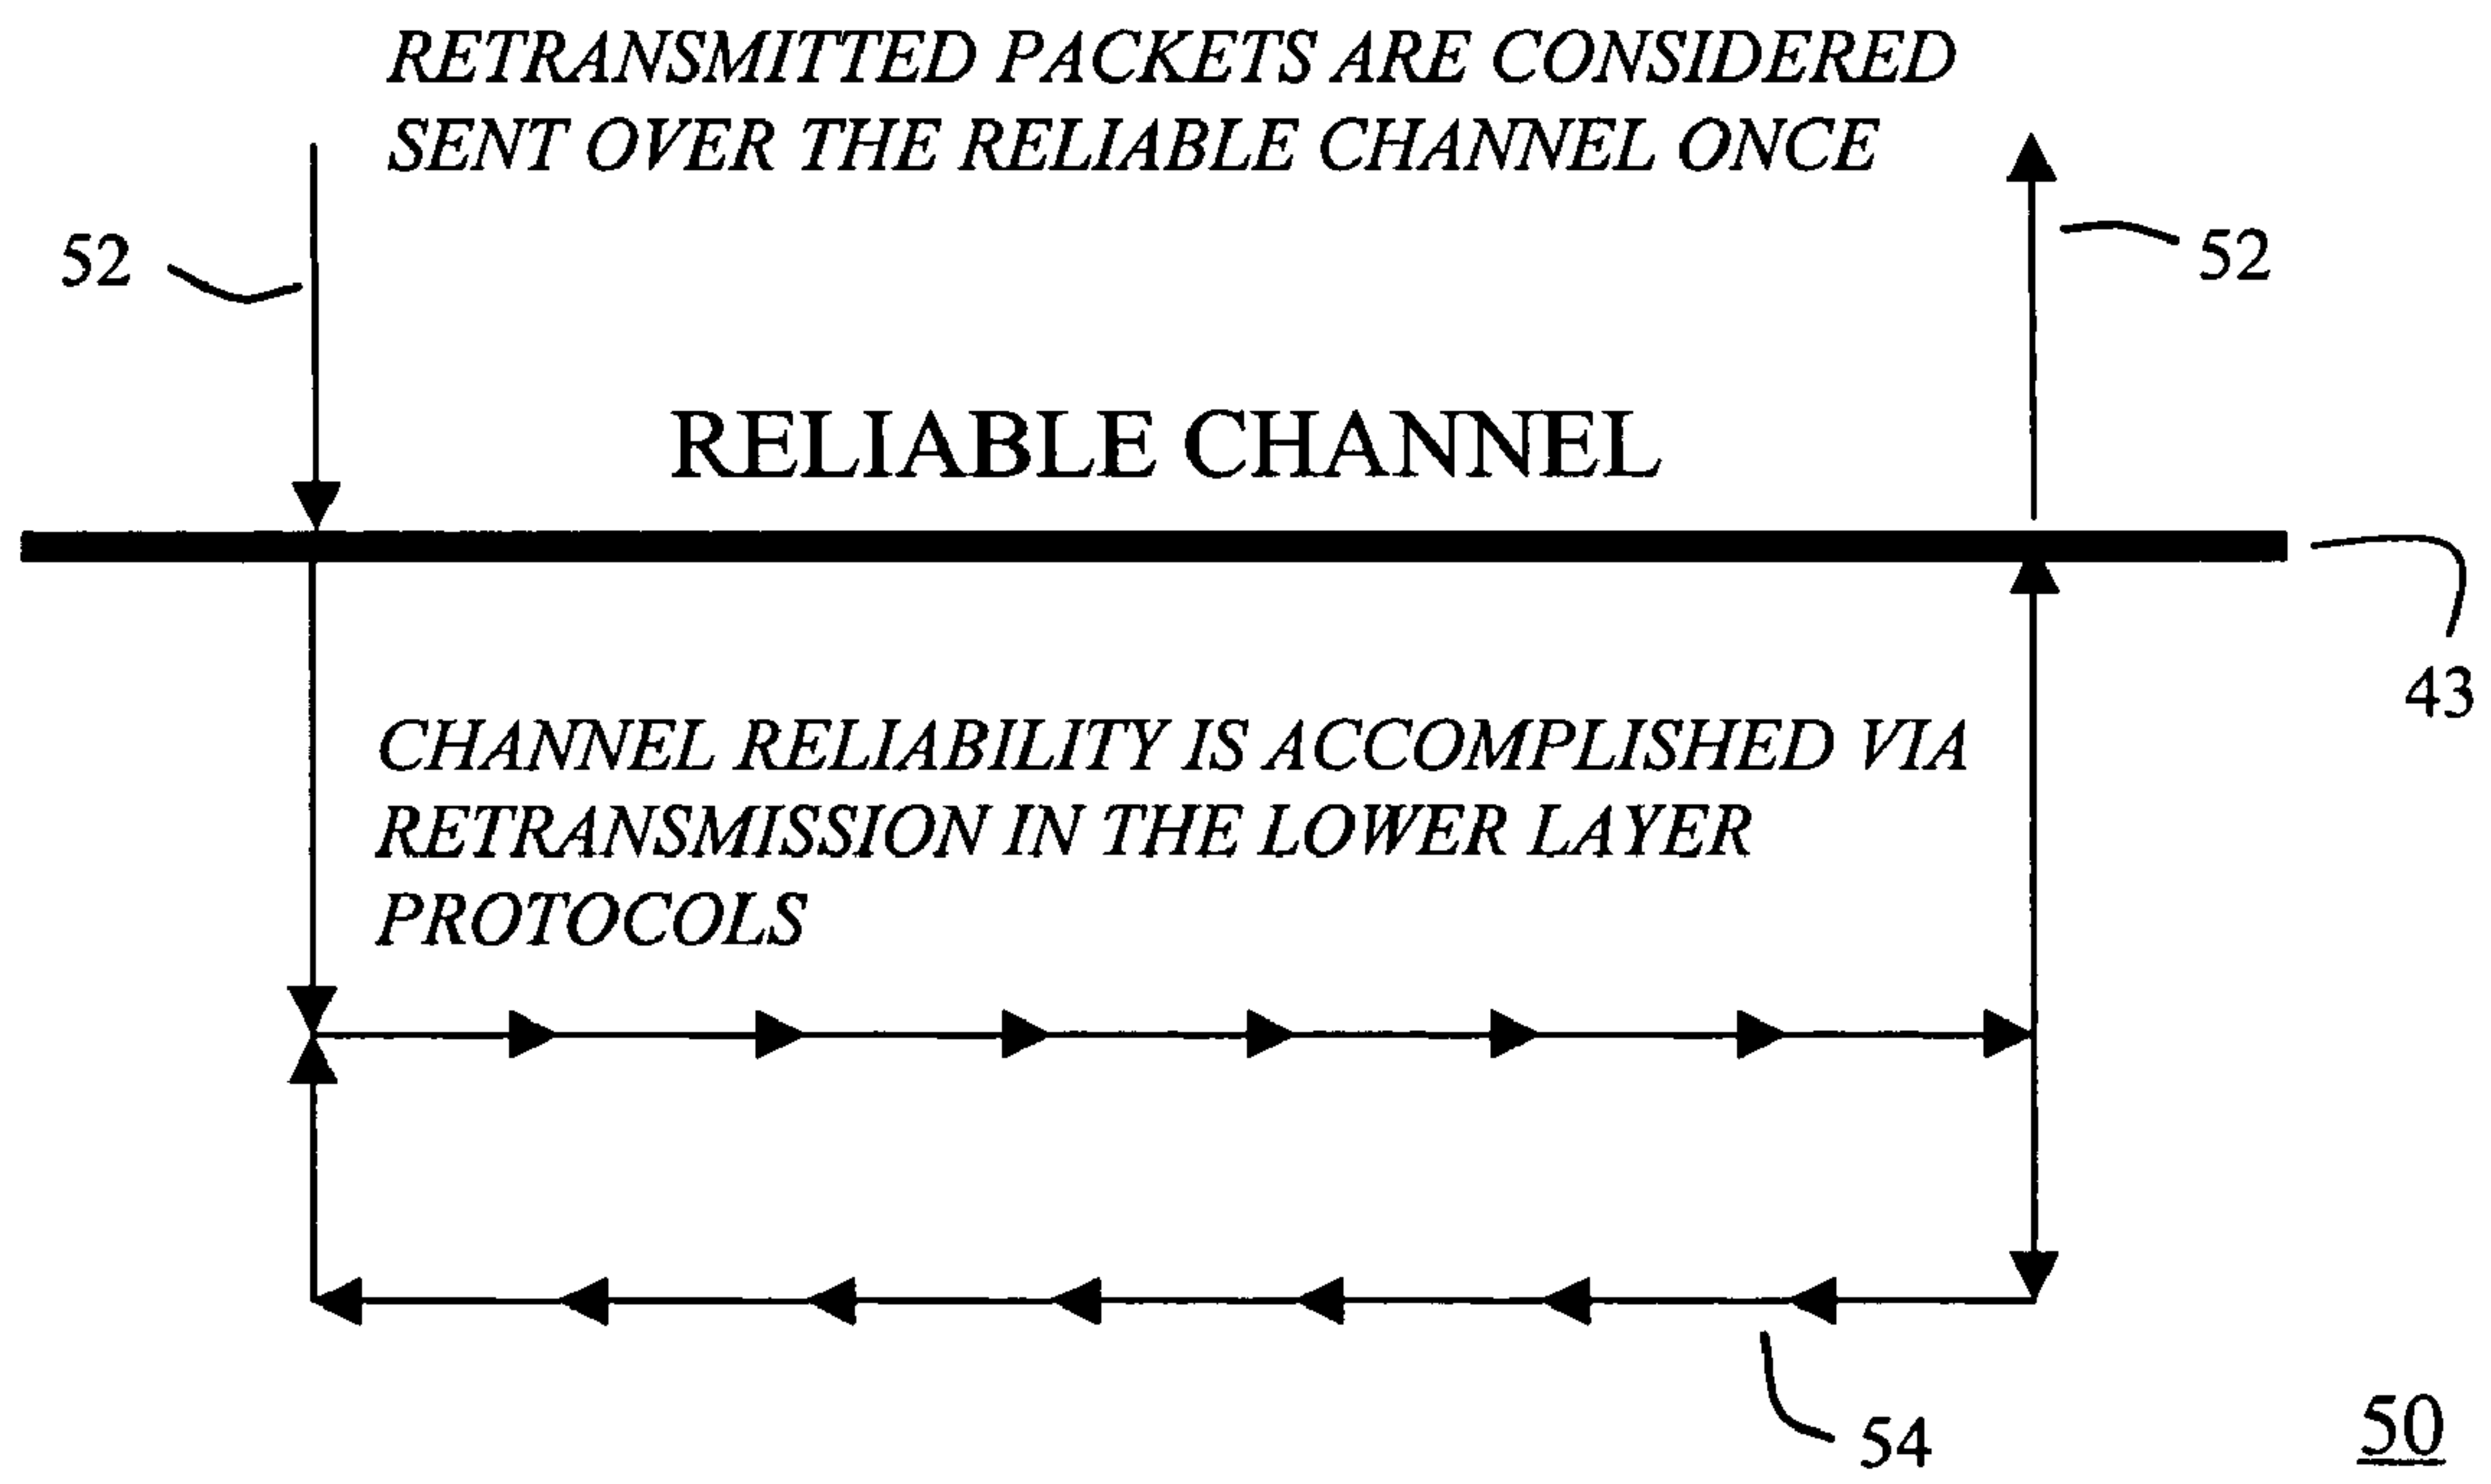 RETRANSMITTED PACKETS ARE CONSIDERED
SENT OVER THE RELIABLE CHANNEL ONCE
52
52
RELIABLE CHANNEL
43
CHANNEL RELIABILITY IS ACCOMPLISHED VIA
RETRANSMISSION IN THE LOWER LAYER
PROTOCOLS
54
50